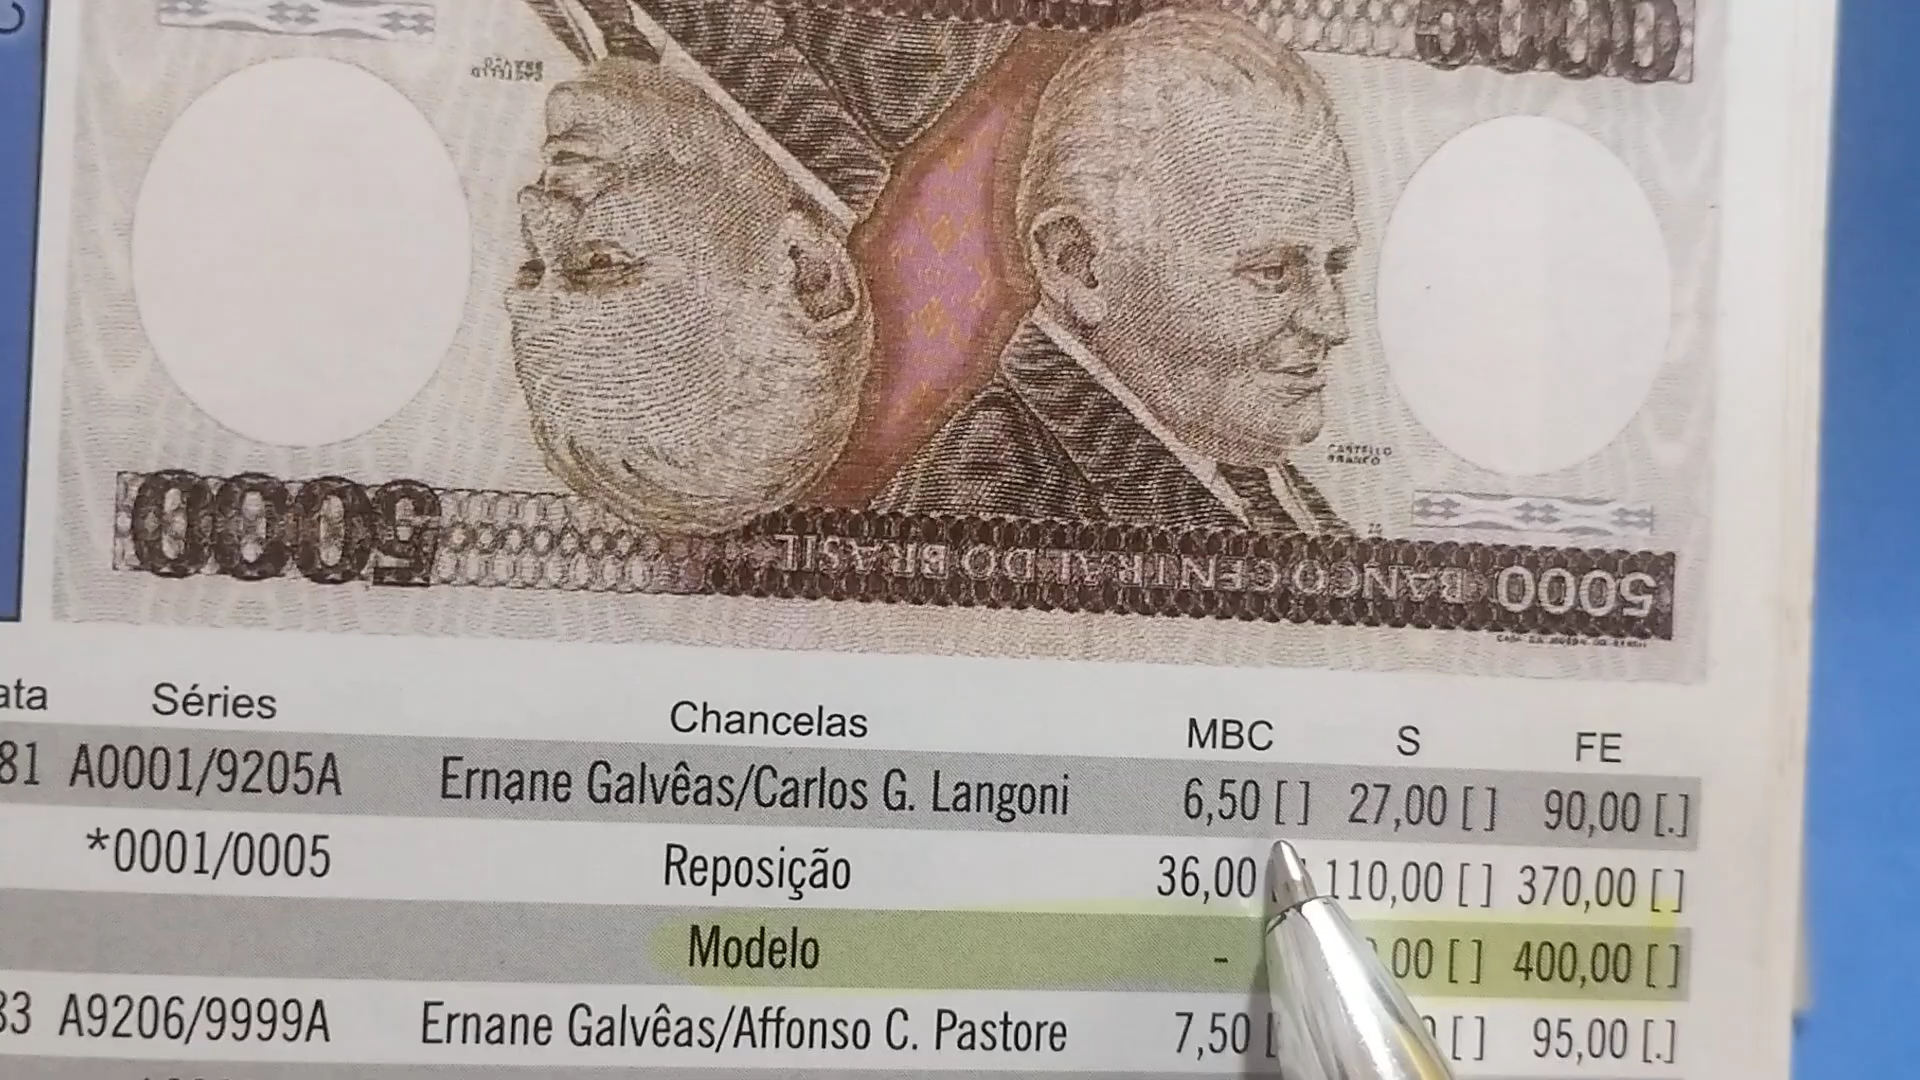 5000
CASTELLO
BRANCO
5000
BANCO CENTRAL DO BRASIL
5000
Séries Chancelas MBC S FE
81 A0001/9205A Ernane Galvêas/Carlos G. Langoni 6,50 [ ] 27,00 [ ] 90,00 [.]
*0001/0005 Reposição 36,00 110,00 [ ] 370,00 [ ]
Modelo - ,00 [ ] 400,00 [ ]
83 A9206/9999A Ernane Galvêas/Affonso C. Pastore 7,50 [ [ ] 95,00 [.]